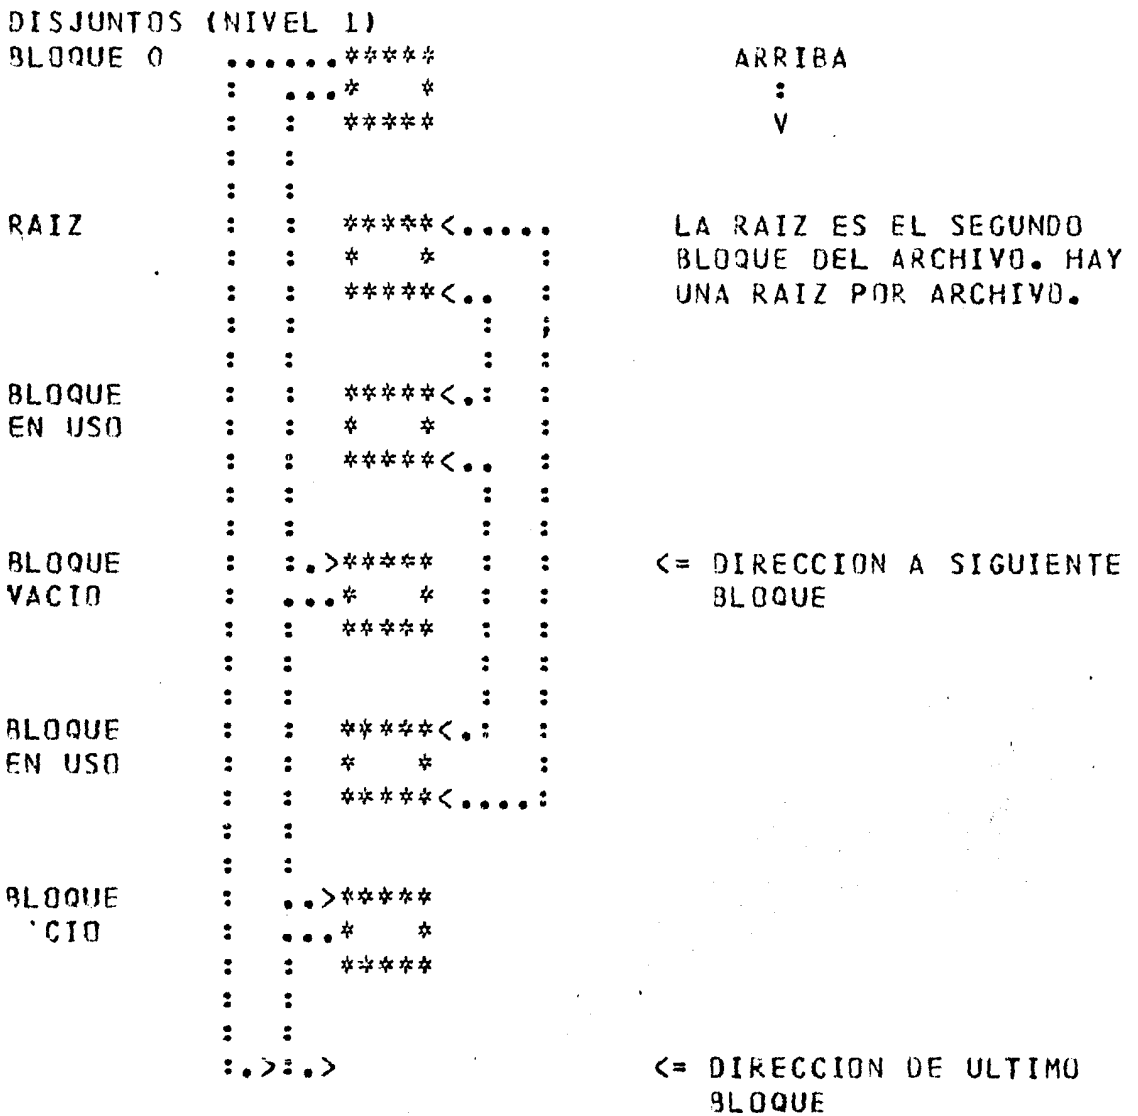 DISJUNTOS (NIVEL 1)
BLOQUE 0 ......***** ARRIBA
: ...* * :
: : ***** V
: :
: :
RAIZ : : *****<..... LA RAIZ ES EL SEGUNDO
: : * * : BLOQUE DEL ARCHIVO. HAY
: : *****<.. : UNA RAIZ POR ARCHIVO.
: : : ;
: : : :
BLOQUE : : *****<.: :
EN USO : : * * :
: : *****<.. :
: : : :
: : : :
BLOQUE : :.>***** : : <= DIRECCION A SIGUIENTE
VACIO : ...* * : : BLOQUE
: : ***** : :
: : : :
: : : :
BLOQUE : : *****<.: :
EN USO : : * * :
: : *****<....:
: :
: :
BLOQUE : ..>*****
CIO : ...* *
: : *****
: :
: :
:.>:.> <= DIRECCION DE ULTIMO
BLOQUE